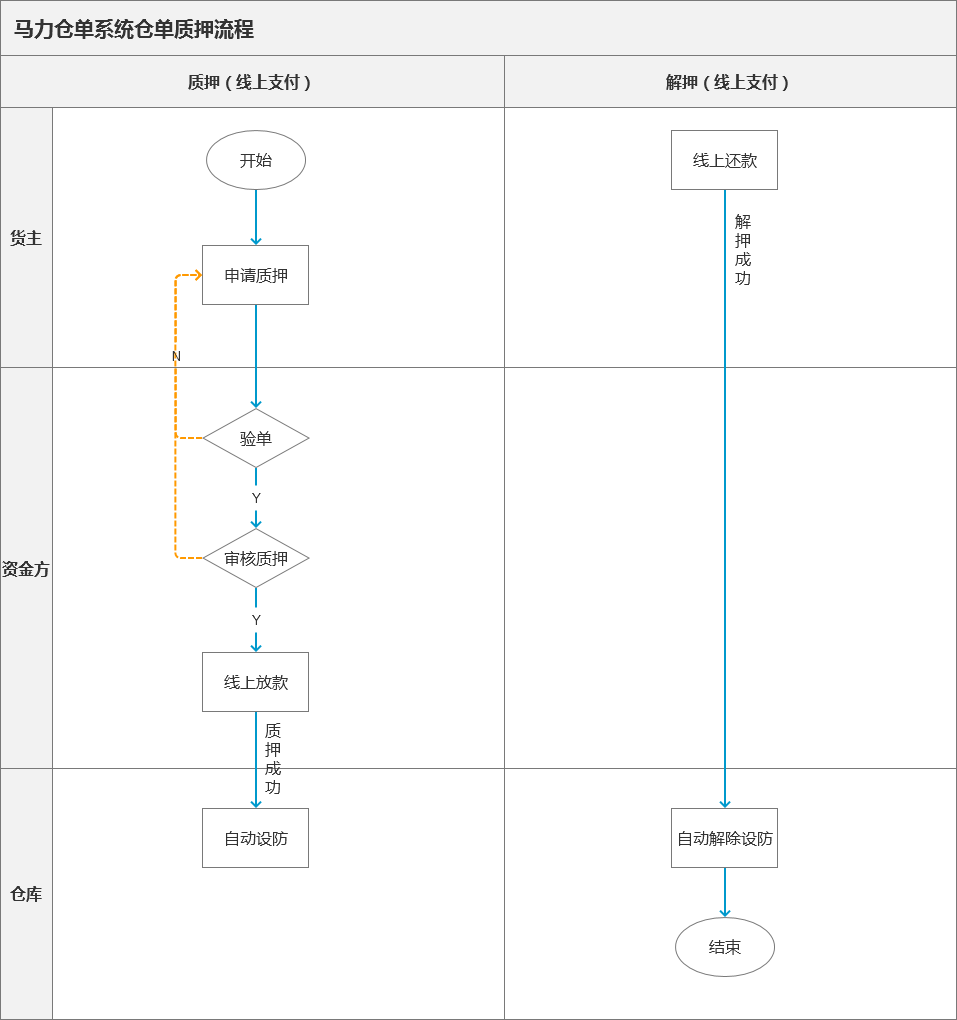 马力仓单系统仓单质押流程
质押（线上支付）
解押（线上支付）
货主
开始
线上还款
解押成功
申请质押
N
资金方
验单
Y
审核质押
Y
线上放款
质押成功
仓库
自动设防
自动解除设防
结束